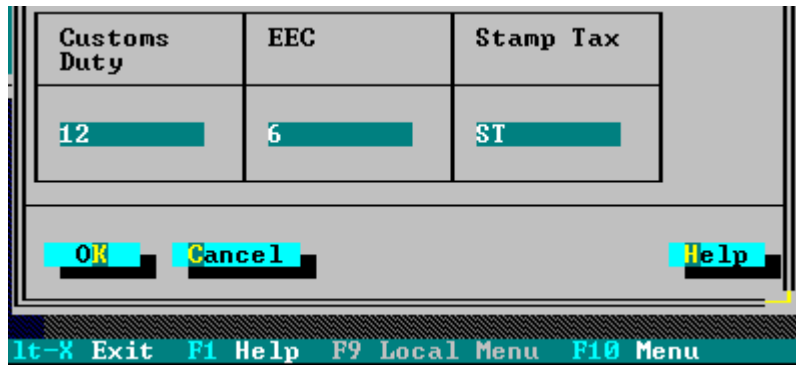 Customs Duty EEC Stamp Tax
12 6 ST
OK Cancel Help
lt-X Exit F1 Help F9 Local Menu F10 Menu